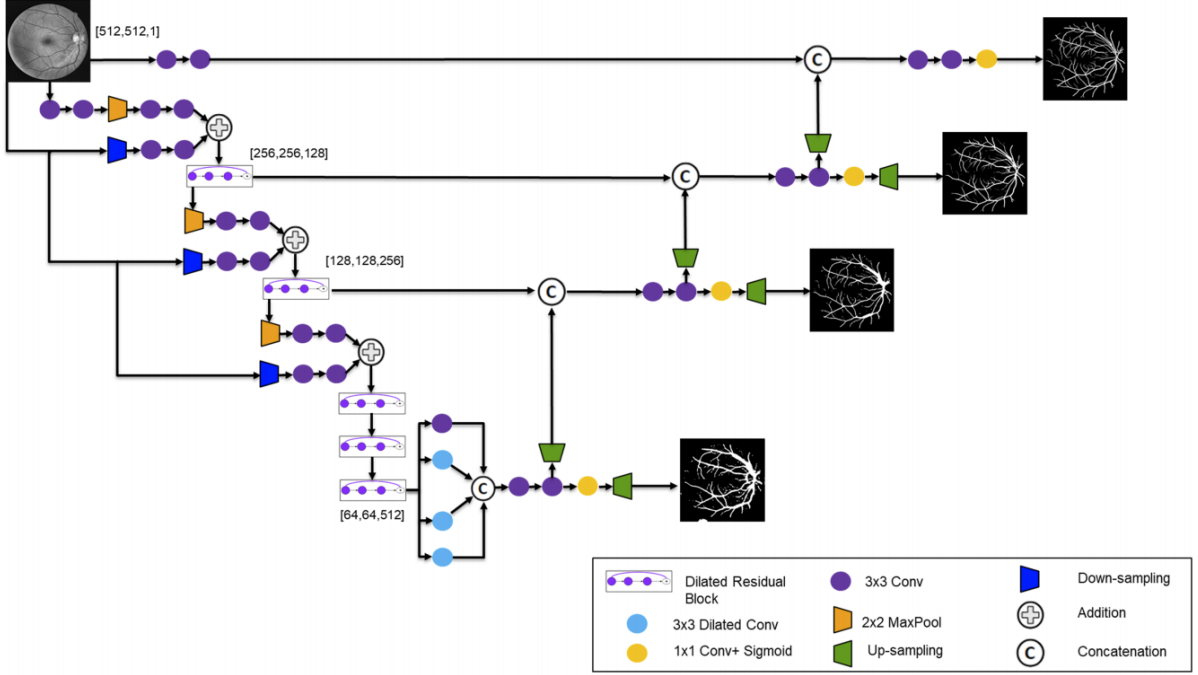 [512,512,1]
C
[256,256,128]
C
[128,128,256]
C
C
[64,64,512]
Dilated Residual
Block
3x3 Conv
Down-sampling
3x3 Dilated Conv
2x2 MaxPool
Addition
1x1 Conv+ Sigmoid
Up-sampling
C
Concatenation